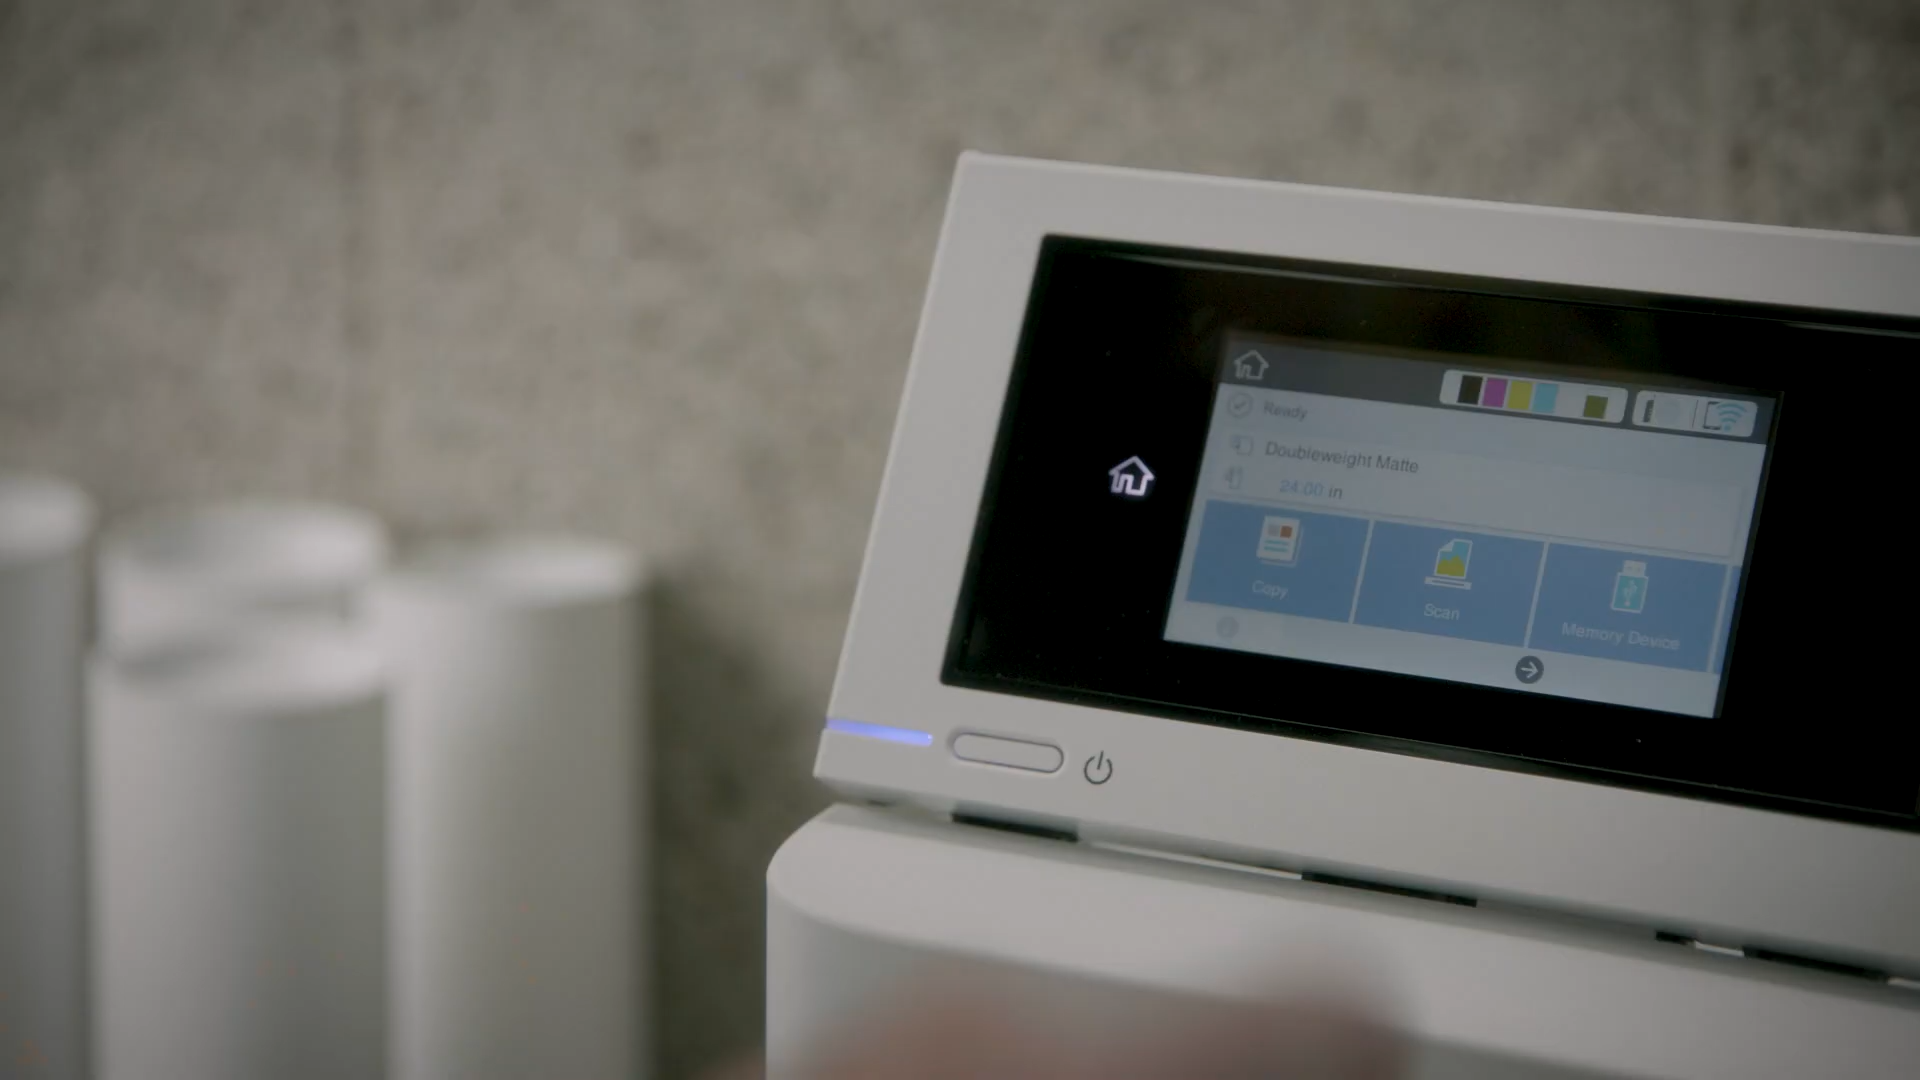 Ready
Doubleweight Matte
24.00 in
Copy
Scan
Memory Device